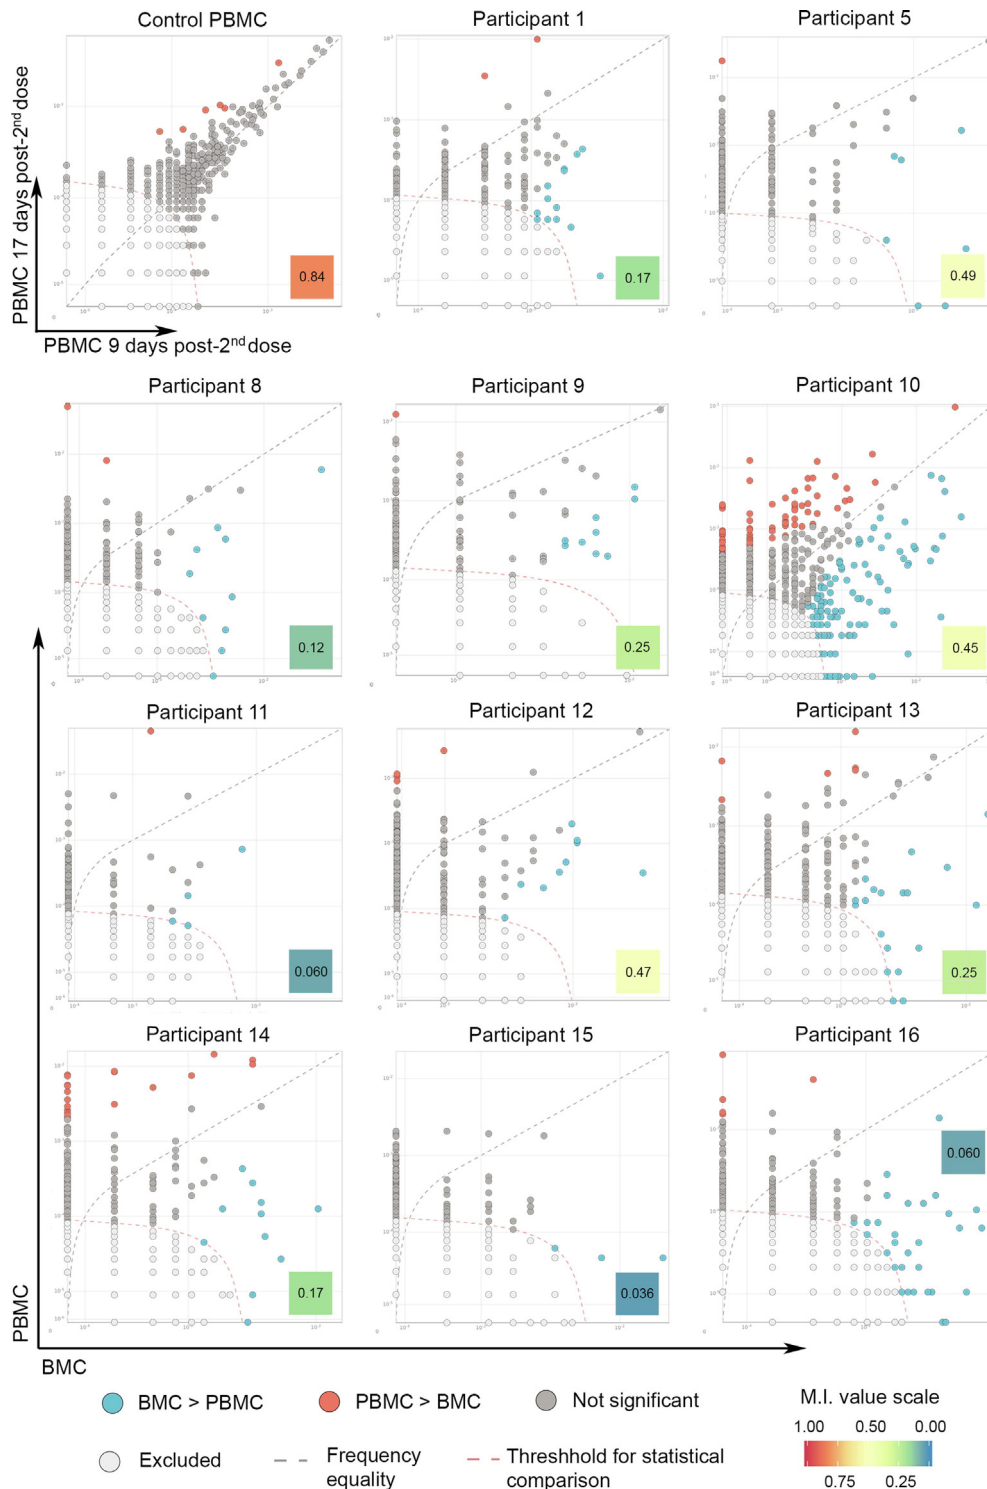 Control PBMC
Participant 1
Participant 5
0.84
0.17
0.49
PBMC 17 days post-2nd dose
PBMC 9 days post-2nd dose
Participant 8
Participant 9
Participant 10
0.12
0.25
0.45
Participant 11
Participant 12
Participant 13
0.060
0.47
0.25
Participant 14
Participant 15
Participant 16
0.060
0.17
0.036
PBMC
BMC
BMC > PBMC
PBMC > BMC
Not significant
Excluded
Frequency
equality
Threshhold for statistical
comparison
M.I. value scale
1.00 0.50 0.00
0.75 0.25